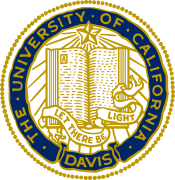 THE UNIVERSITY OF CALIFORNIA
LET THERE BE
LIGHT
DAVIS